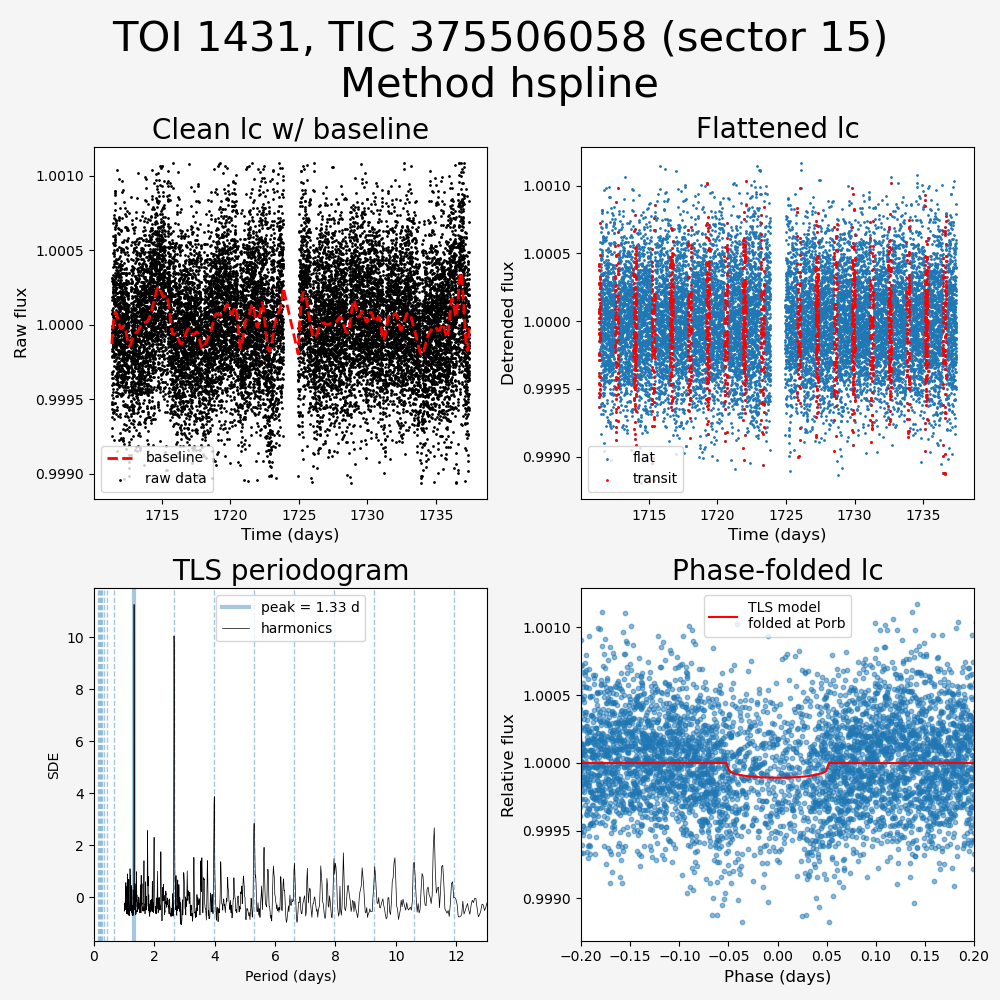 TOI 1431, TIC 375506058 (sector 15)
Method hspline
Clean lc w/ baseline
Raw flux
1.0010
1.0005
1.0000
0.9995
0.9990
baseline
raw data
1715
1720
1725
1730
1735
Time (days)
Flattened lc
Detrended flux
1.0010
1.0005
1.0000
0.9995
0.9990
flat
transit
1715
1720
1725
1730
1735
Time (days)
TLS periodogram
SDE
10
8
6
4
2
0
peak = 1.33 d
harmonics
0
2
4
6
8
10
12
Period (days)
Phase-folded lc
Relative flux
1.0010
1.0005
1.0000
0.9995
0.9990
TLS model
folded at Porb
−0.20
−0.15
−0.10
−0.05
0.00
0.05
0.10
0.15
0.20
Phase (days)